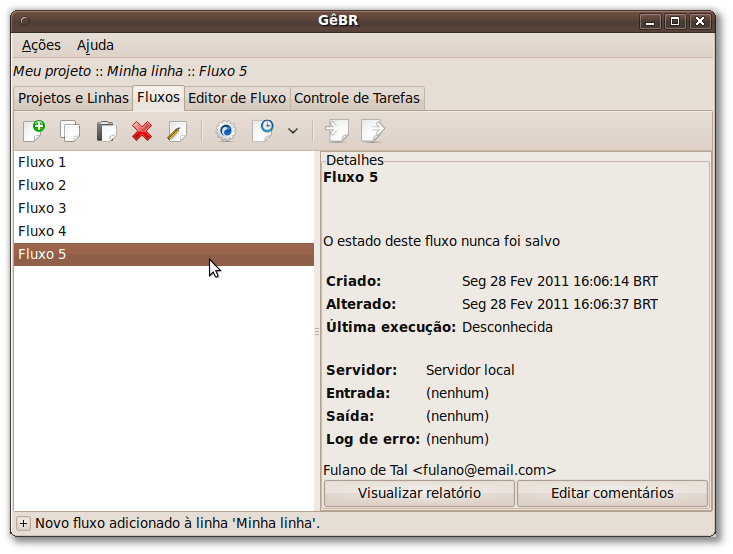 GêBR
Ações Ajuda
Meu projeto :: Minha linha :: Fluxo 5
Projetos e Linhas Fluxos Editor de Fluxo Controle de Tarefas
Fluxo 1
Fluxo 2
Fluxo 3
Fluxo 4
Fluxo 5
Detalhes
Fluxo 5
O estado deste fluxo nunca foi salvo
Criado: Seg 28 Fev 2011 16:06:14 BRT
Alterado: Seg 28 Fev 2011 16:06:37 BRT
Última execução: Desconhecida
Servidor: Servidor local
Entrada: (nenhum)
Saída: (nenhum)
Log de erro: (nenhum)
Fulano de Tal <fulano@email.com>
Visualizar relatório Editar comentários
Novo fluxo adicionado à linha 'Minha linha'.